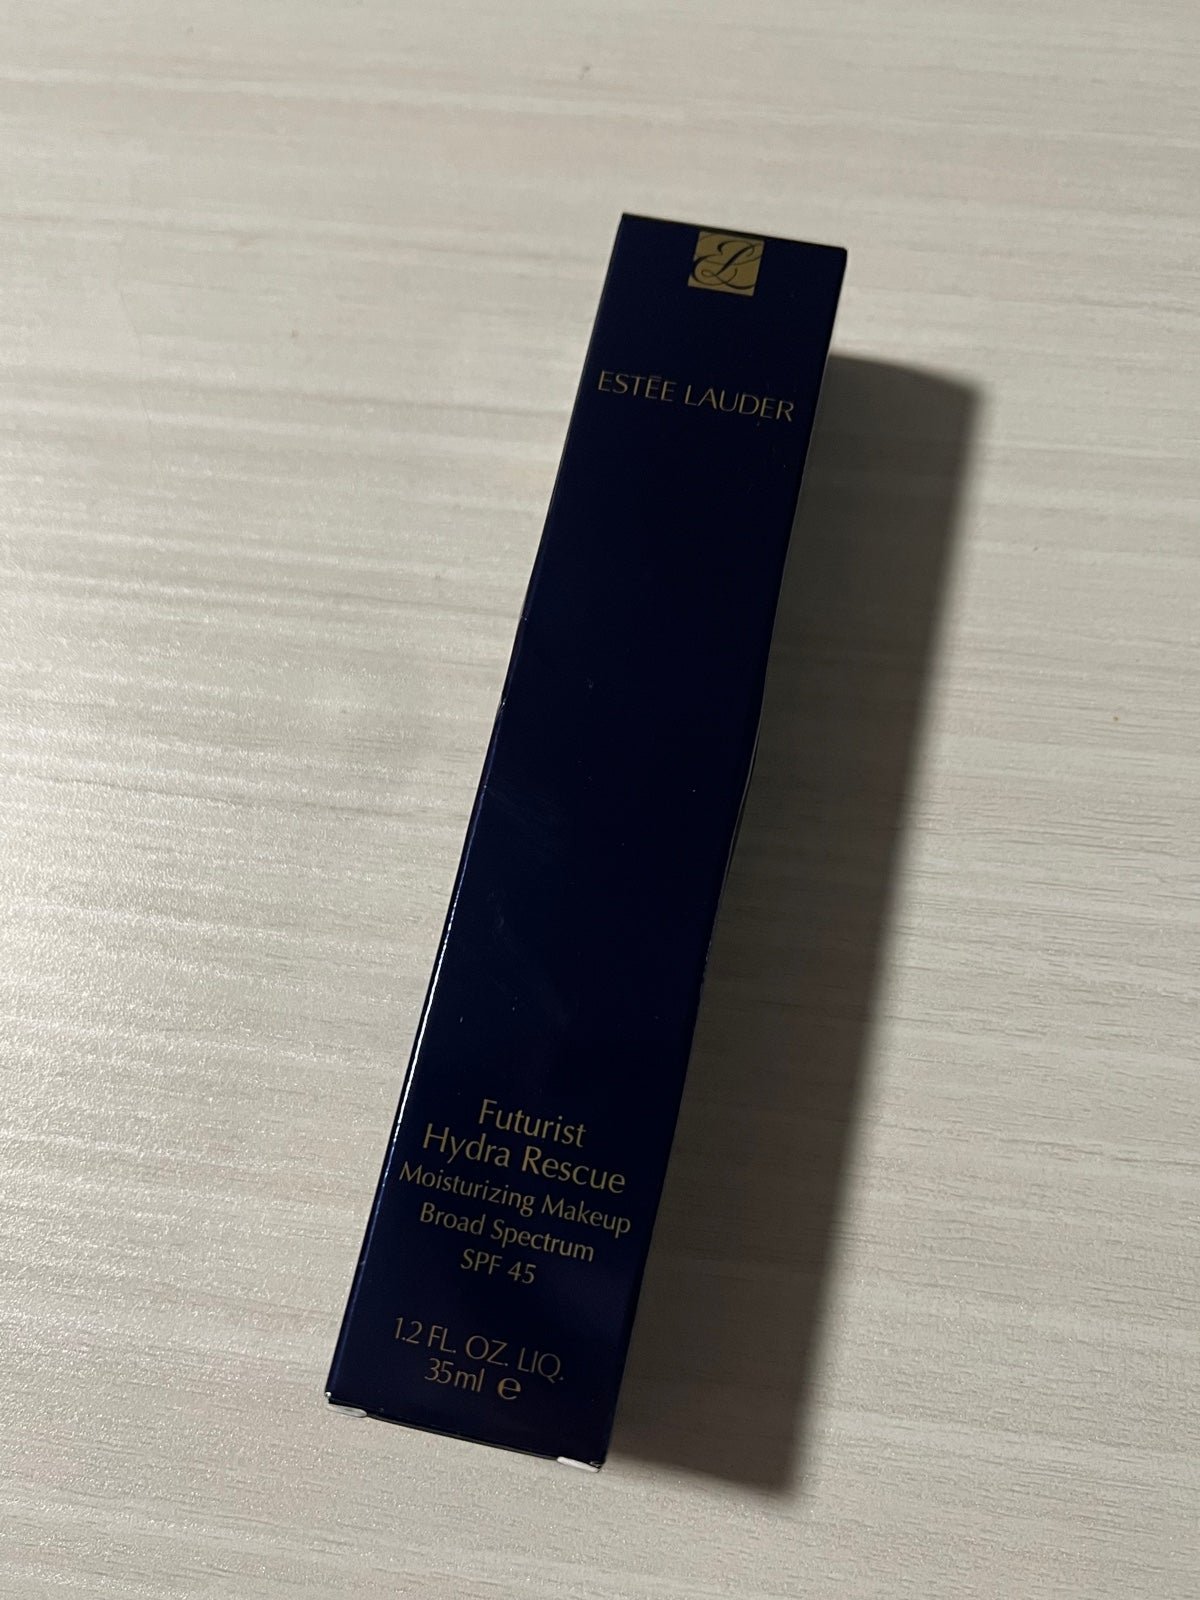 ESTĒE LAUDER
Futurist
Hydra Rescue
Moisturizing Makeup
Broad Spectrum
SPF 45
1.2 FL. OZ. LIQ.
35ml e